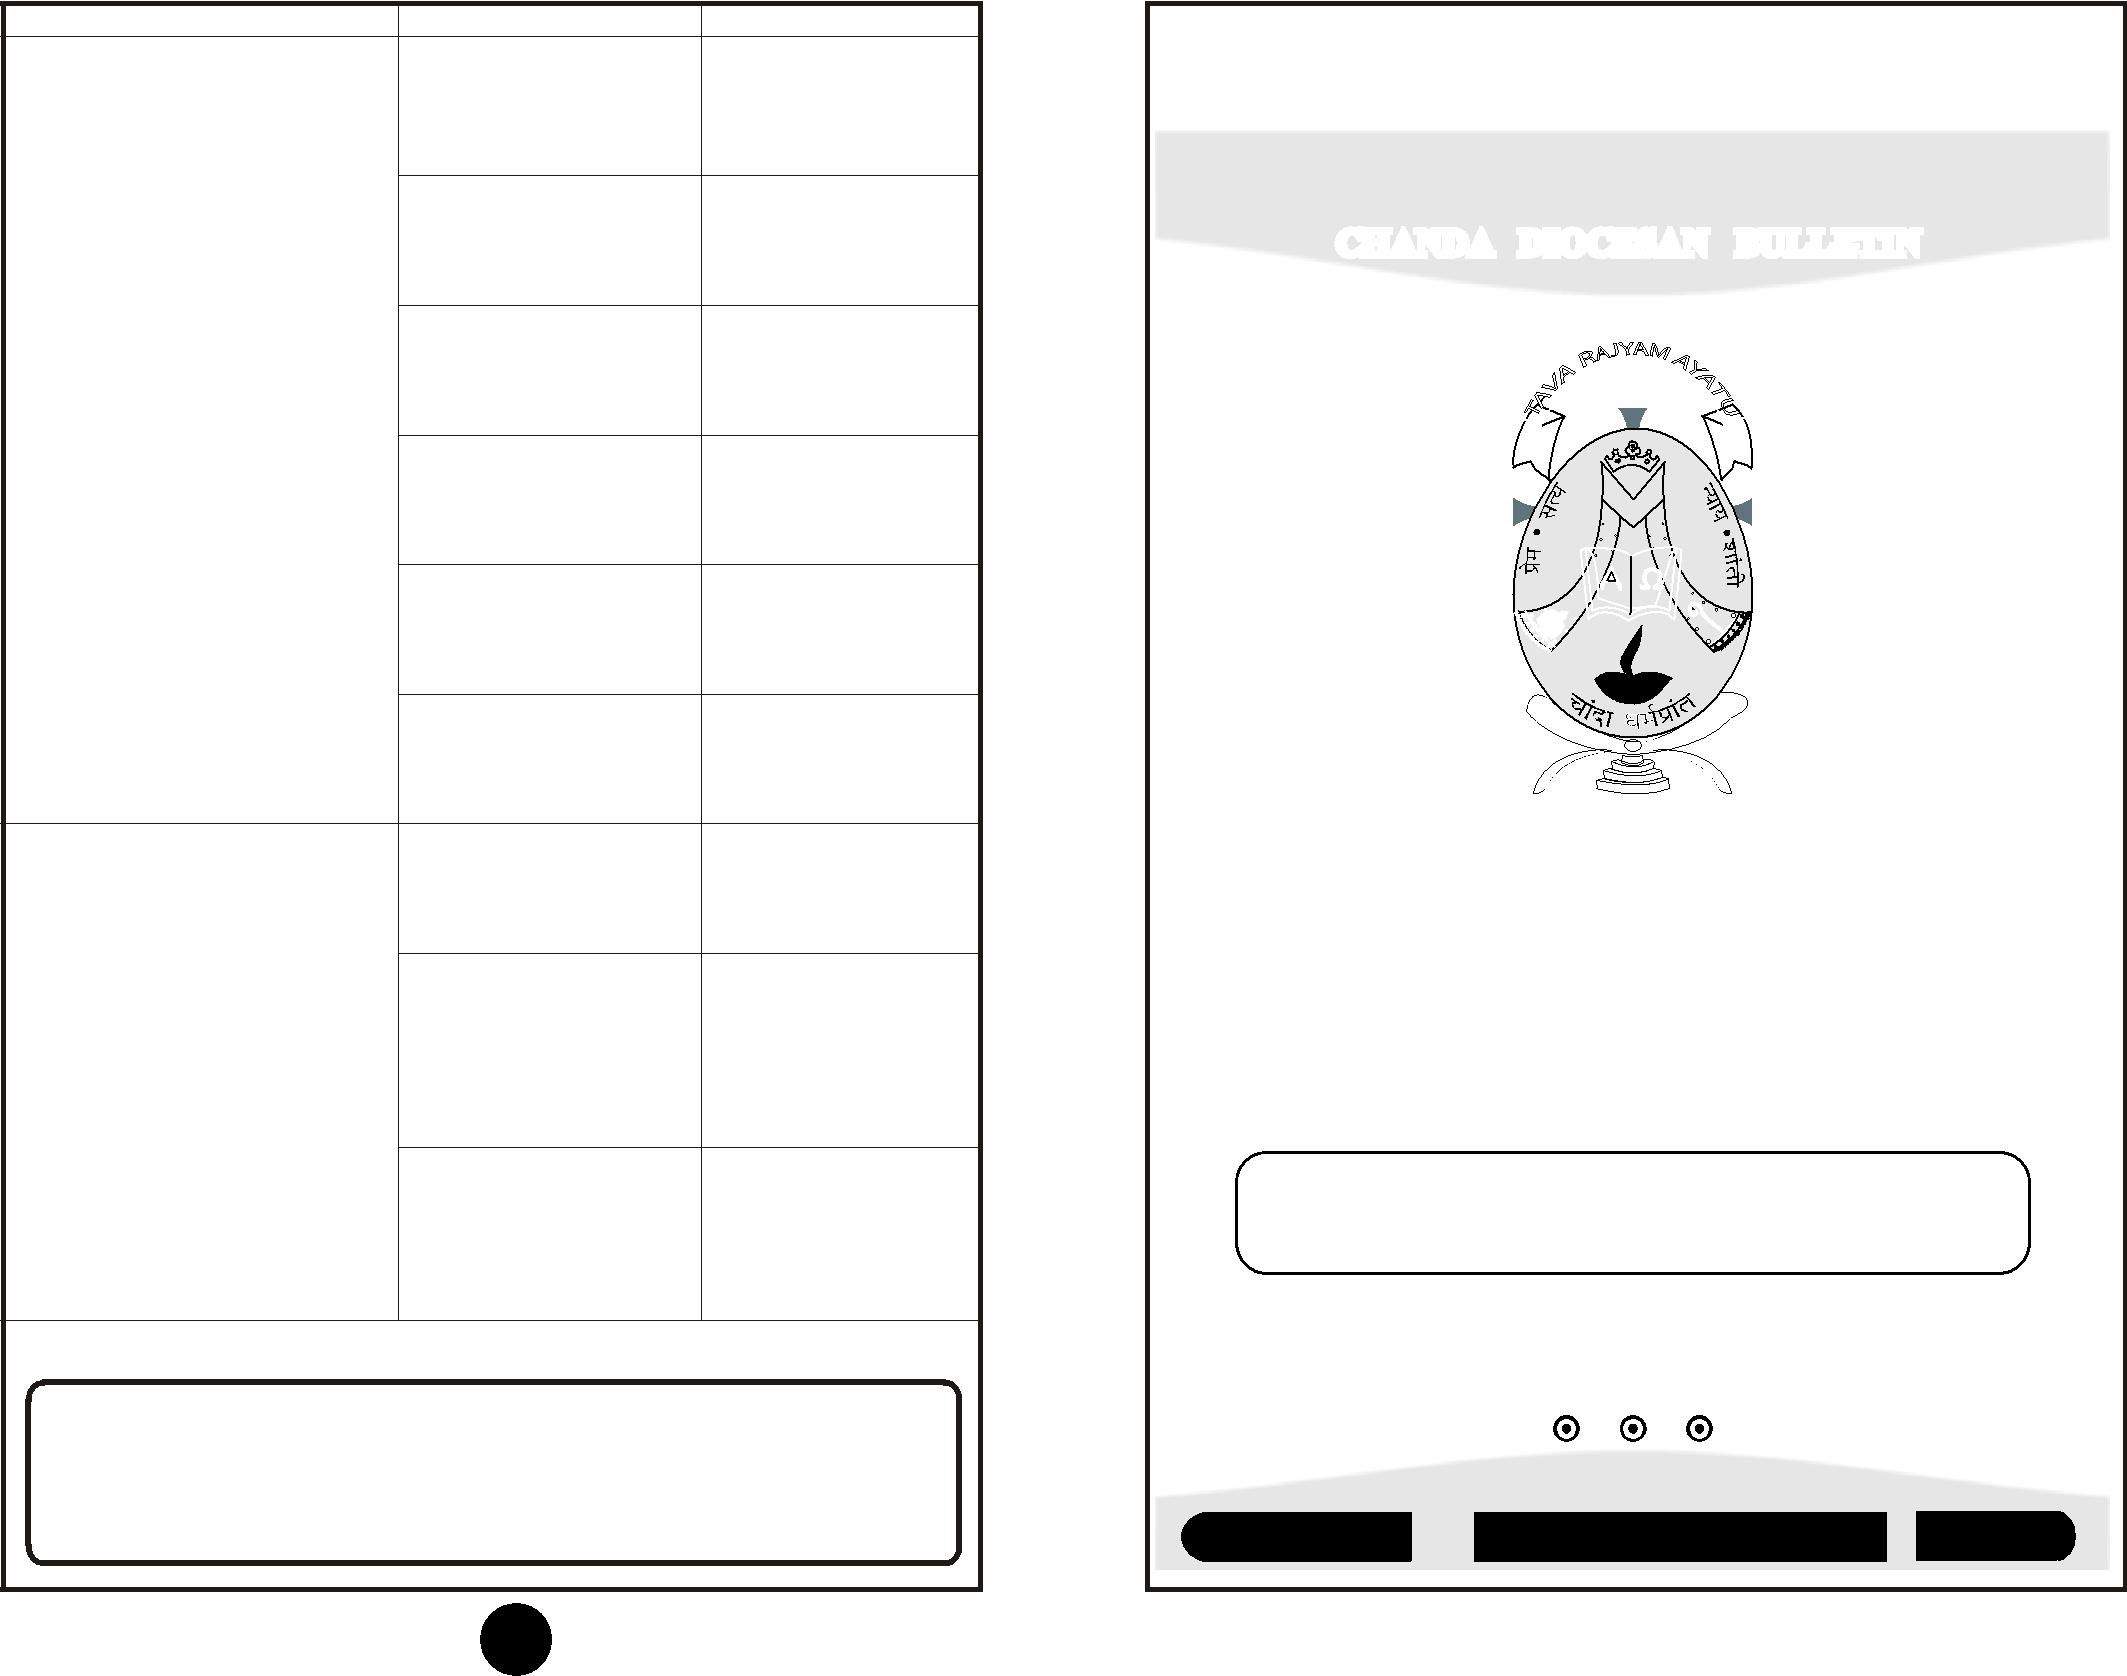 CHANDA DIOCESAN BULLETIN
TAVA RAJYAM AYATU
सत्य
न्याय
प्रेम
शांती
Α Ω
चांदा धर्मप्रांत